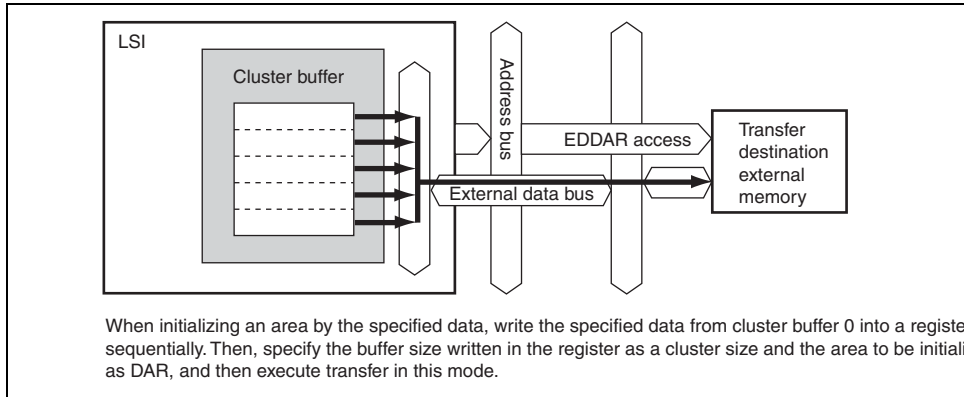 LSI
Cluster buffer
Address bus
EDDAR access
External data bus
Transfer
destination
external
memory
When initializing an area by the specified data, write the specified data from cluster buffer 0 into a registe
sequentially. Then, specify the buffer size written in the register as a cluster size and the area to be initiali
as DAR, and then execute transfer in this mode.